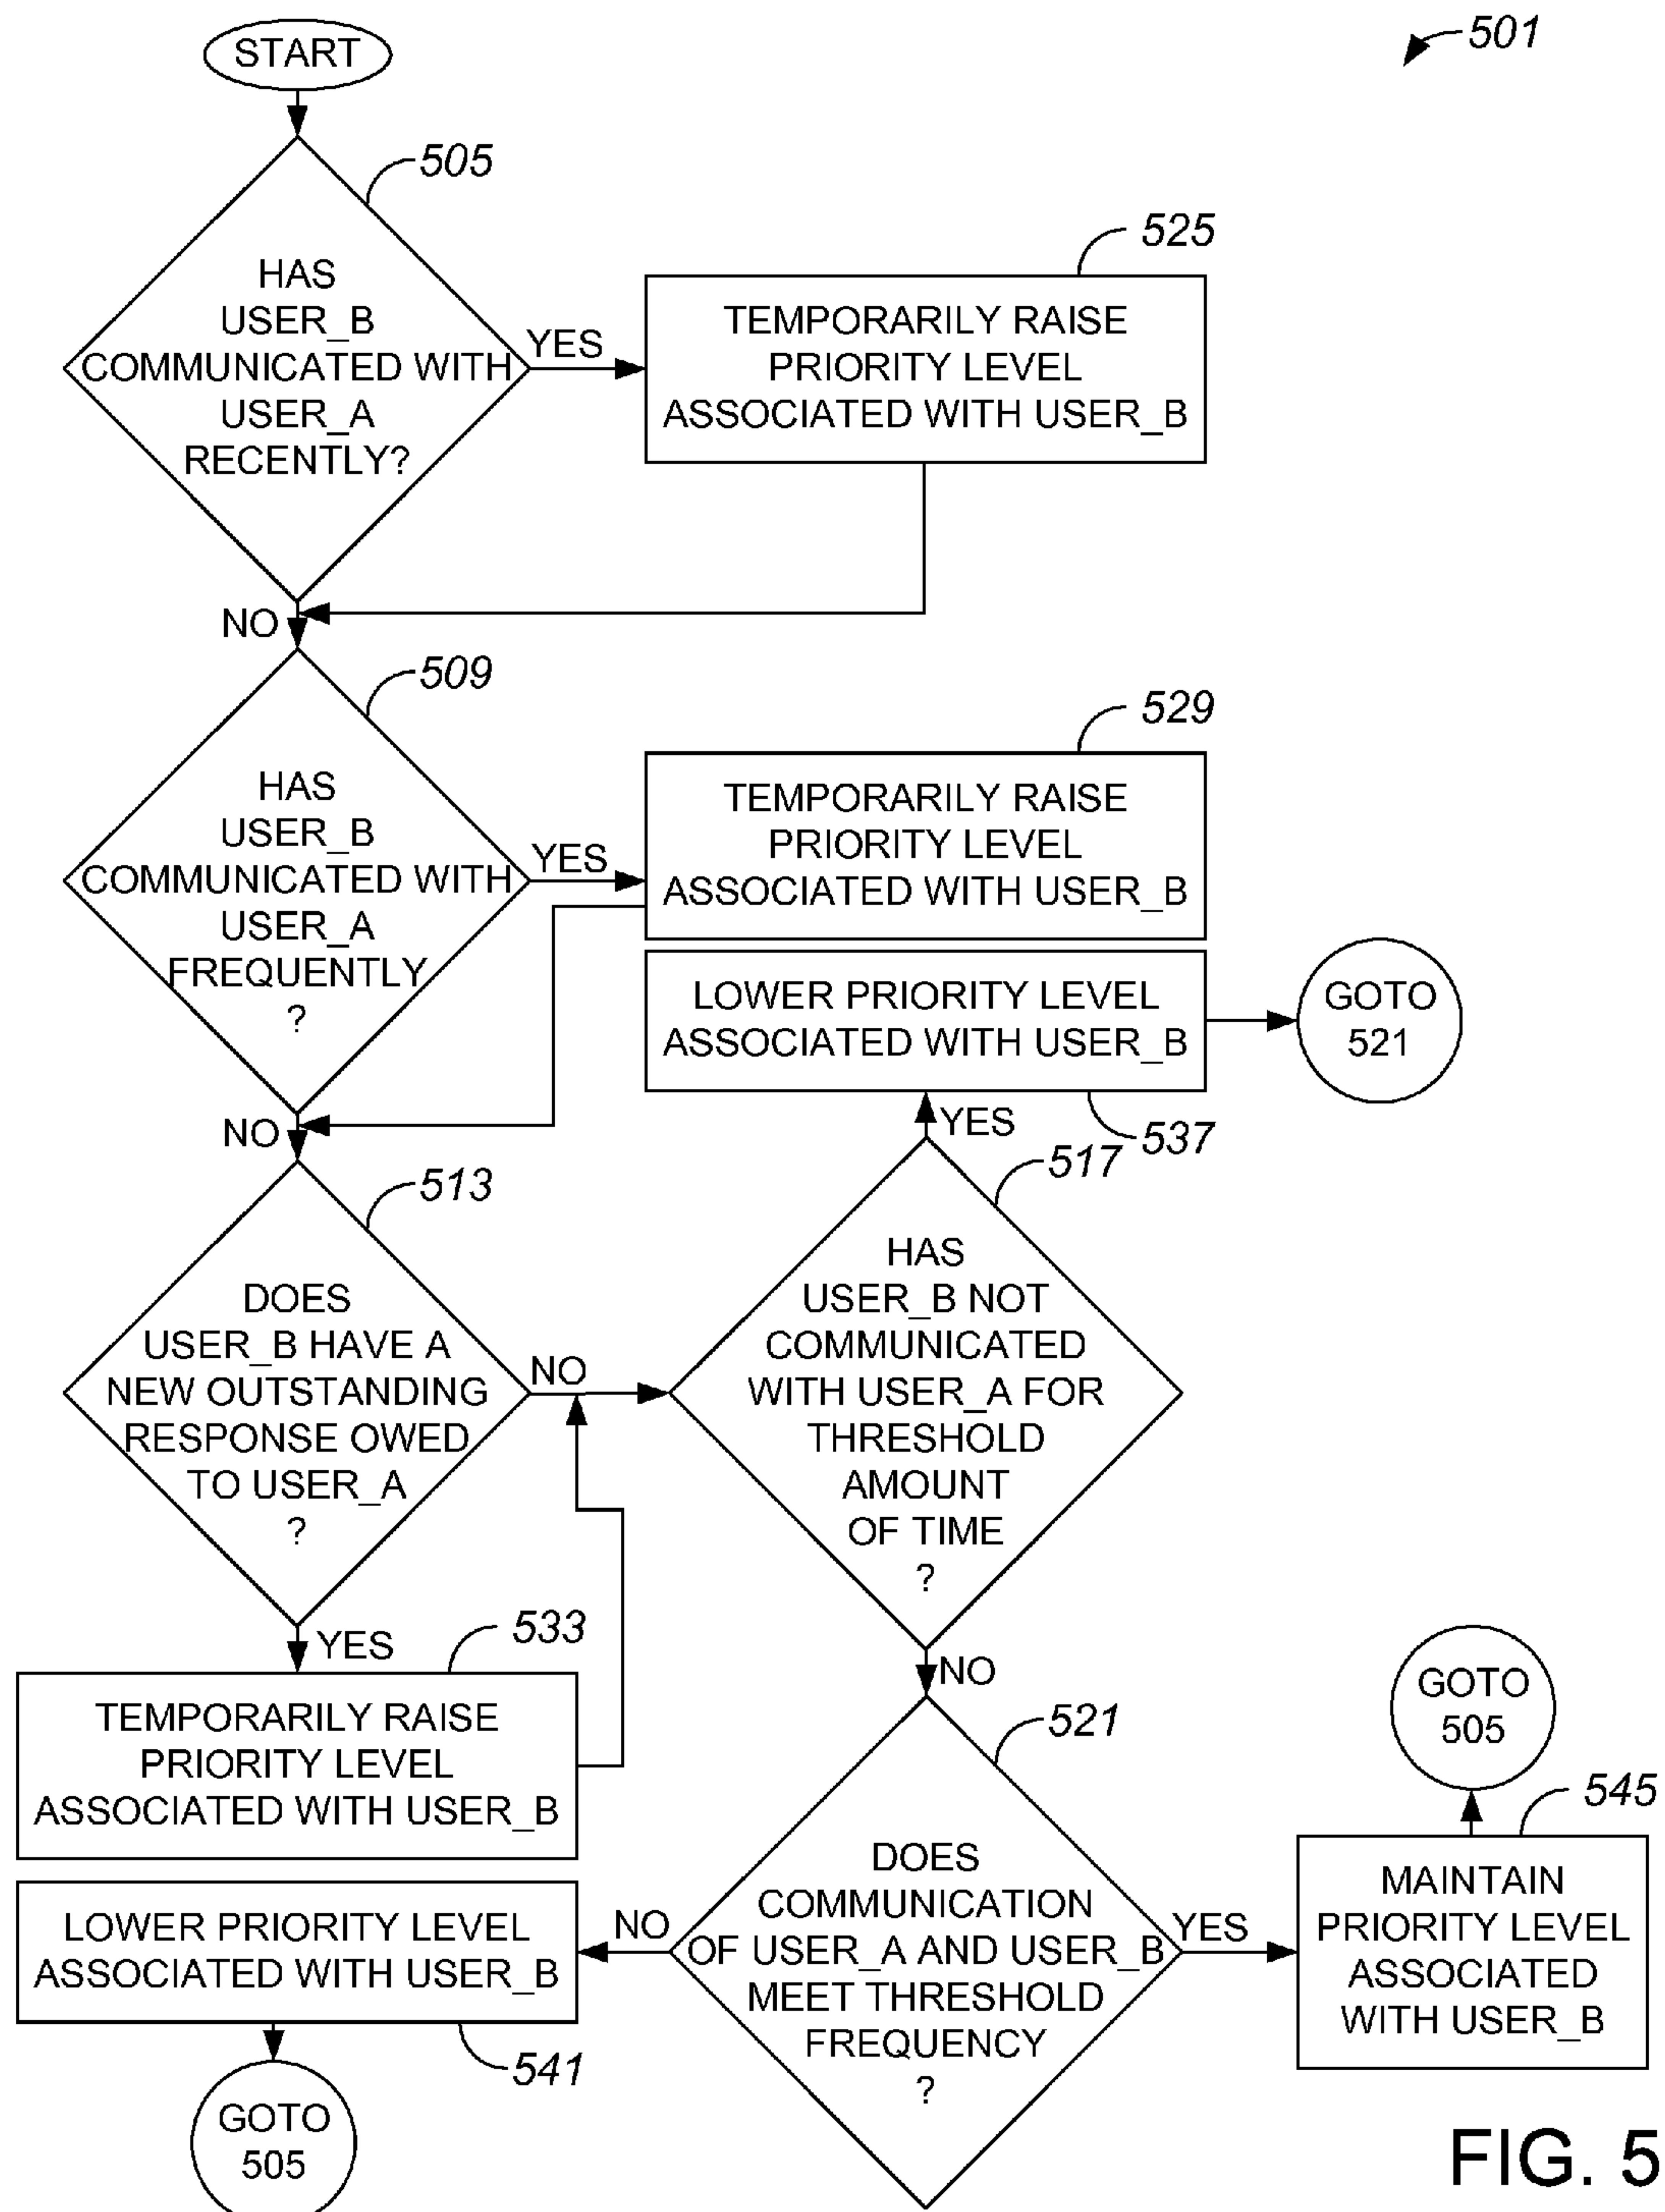 START
501
505
HAS
USER_B
COMMUNICATED WITH
USER_A
RECENTLY?
YES
525
TEMPORARILY RAISE
PRIORITY LEVEL
ASSOCIATED WITH USER_B
NO
509
HAS
USER_B
COMMUNICATED WITH
USER_A
FREQUENTLY
?
YES
529
TEMPORARILY RAISE
PRIORITY LEVEL
ASSOCIATED WITH USER_B
LOWER PRIORITY LEVEL
ASSOCIATED WITH USER_B
GOTO
521
NO
YES
537
517
513
DOES
USER_B HAVE A
NEW OUTSTANDING
RESPONSE OWED
TO USER_A
?
NO
HAS
USER_B NOT
COMMUNICATED
WITH USER_A FOR
THRESHOLD
AMOUNT
OF TIME
?
YES
533
TEMPORARILY RAISE
PRIORITY LEVEL
ASSOCIATED WITH USER_B
NO
521
GOTO
505
545
DOES
COMMUNICATION
OF USER_A AND USER_B
MEET THRESHOLD
FREQUENCY
?
NO
LOWER PRIORITY LEVEL
ASSOCIATED WITH USER_B
541
GOTO
505
YES
MAINTAIN
PRIORITY LEVEL
ASSOCIATED
WITH USER_B
FIG. 5